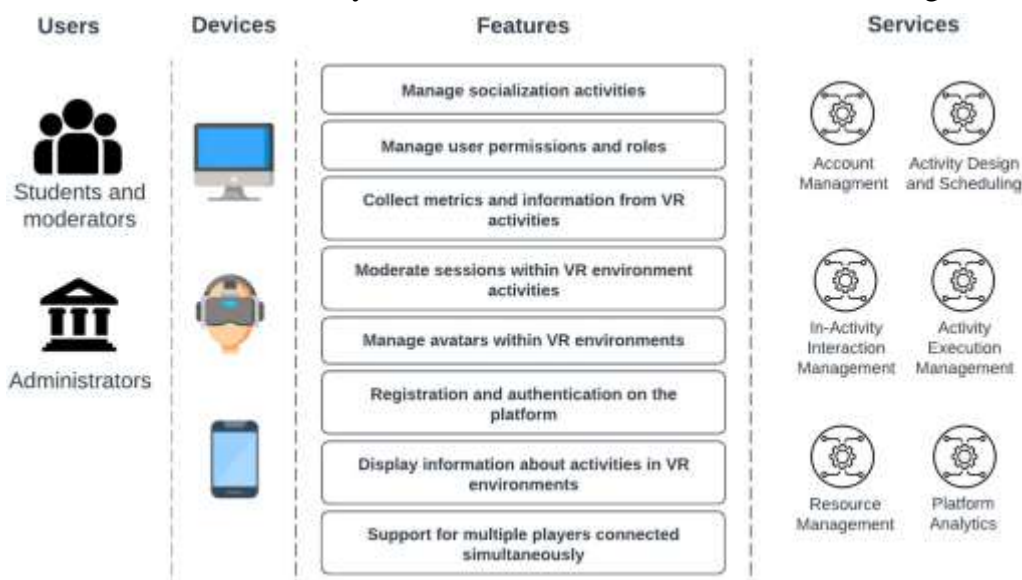 Users
Devices
Features
Services
Students and
moderators
Administrators
Manage socialization activities
Manage user permissions and roles
Collect metrics and information from VR
activities
Moderate sessions within VR environment
activities
Manage avatars within VR environments
Registration and authentication on the
platform
Display information about activities in VR
environments
Support for multiple players connected
simultaneously
Account
Managment
Activity Design
and Scheduling
In-Activity
Interaction
Management
Activity
Execution
Management
Resource
Management
Platform
Analytics